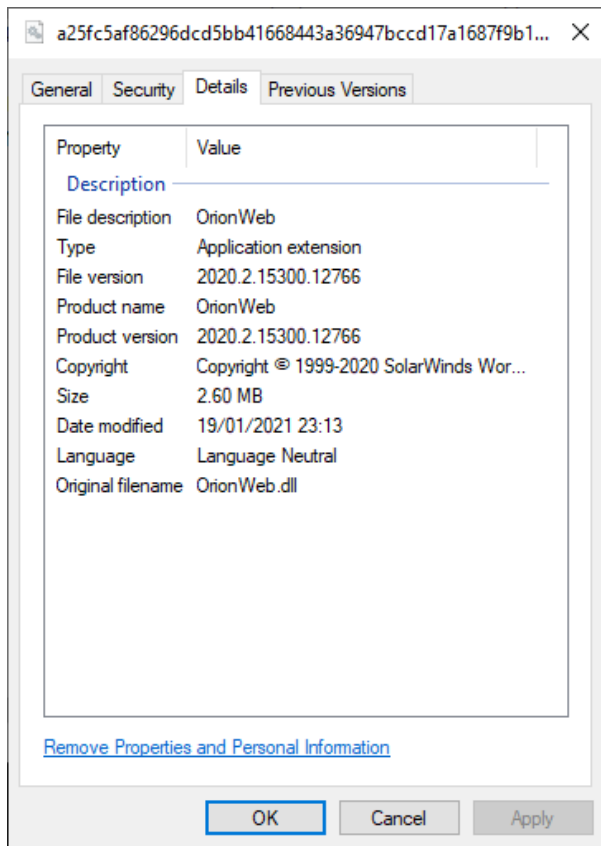 a25fc5af86296dcd5bb41668443a36947bccd17a1687f9b1...
General Security Details Previous Versions
Property Value
Description
File description OrionWeb
Type Application extension
File version 2020.2.15300.12766
Product name OrionWeb
Product version 2020.2.15300.12766
Copyright Copyright © 1999-2020 SolarWinds Wor...
Size 2.60 MB
Date modified 19/01/2021 23:13
Language Language Neutral
Original filename OrionWeb.dll
Remove Properties and Personal Information
OK Cancel Apply